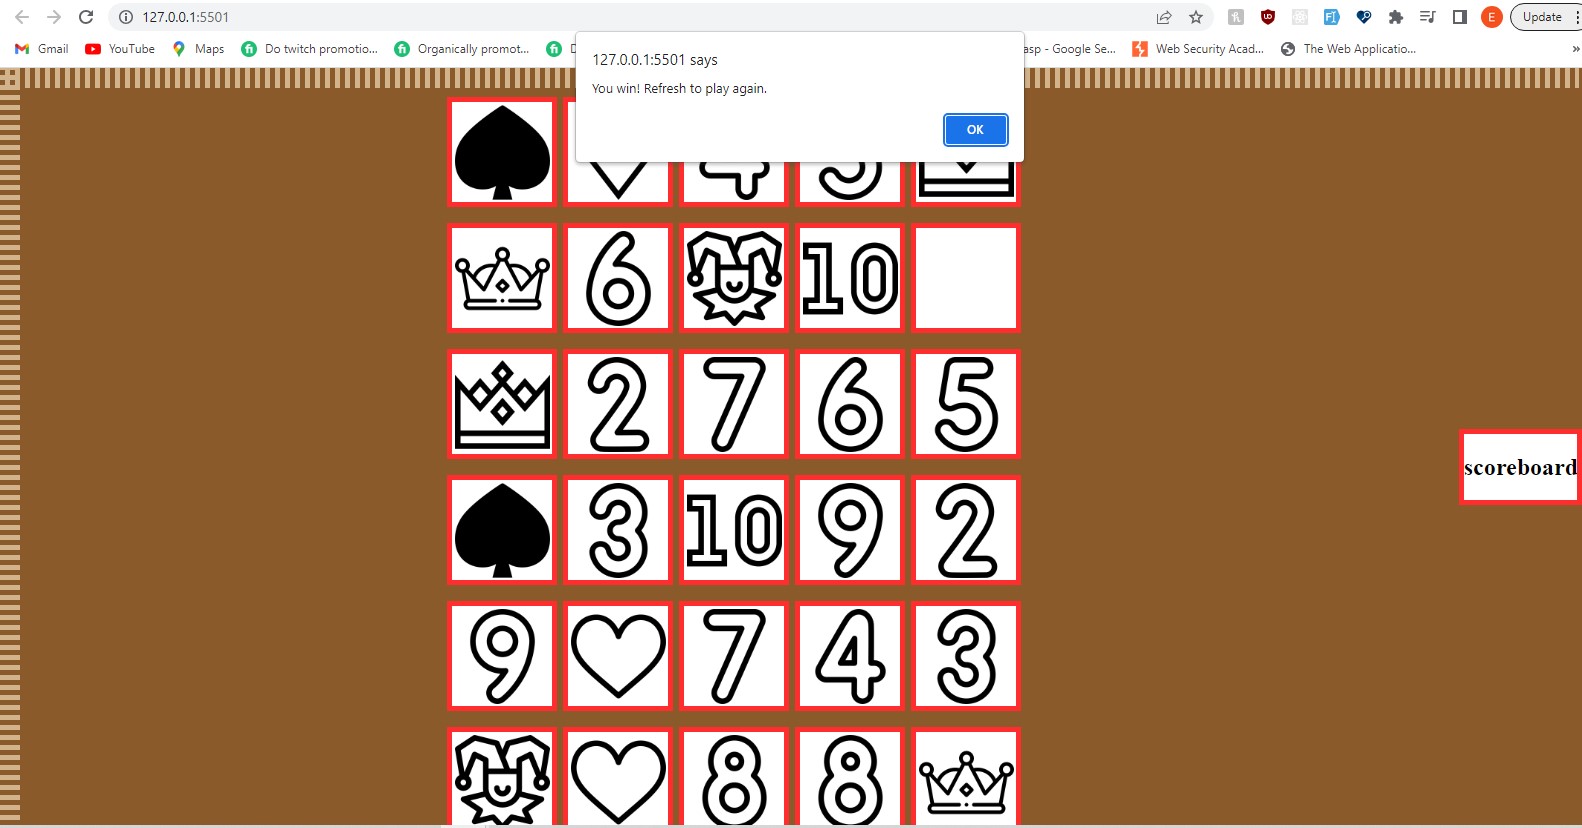 127.0.0.1:5501
Update
Gmail YouTube Maps Do twitch promotio... Organically promot... asp - Google Se... Web Security Acad... The Web Applicatio... »
127.0.0.1:5501 says
You win! Refresh to play again.
OK
6 10
2 7 6 5
scoreboard
3 10 9 2
9 7 4 3
8 8